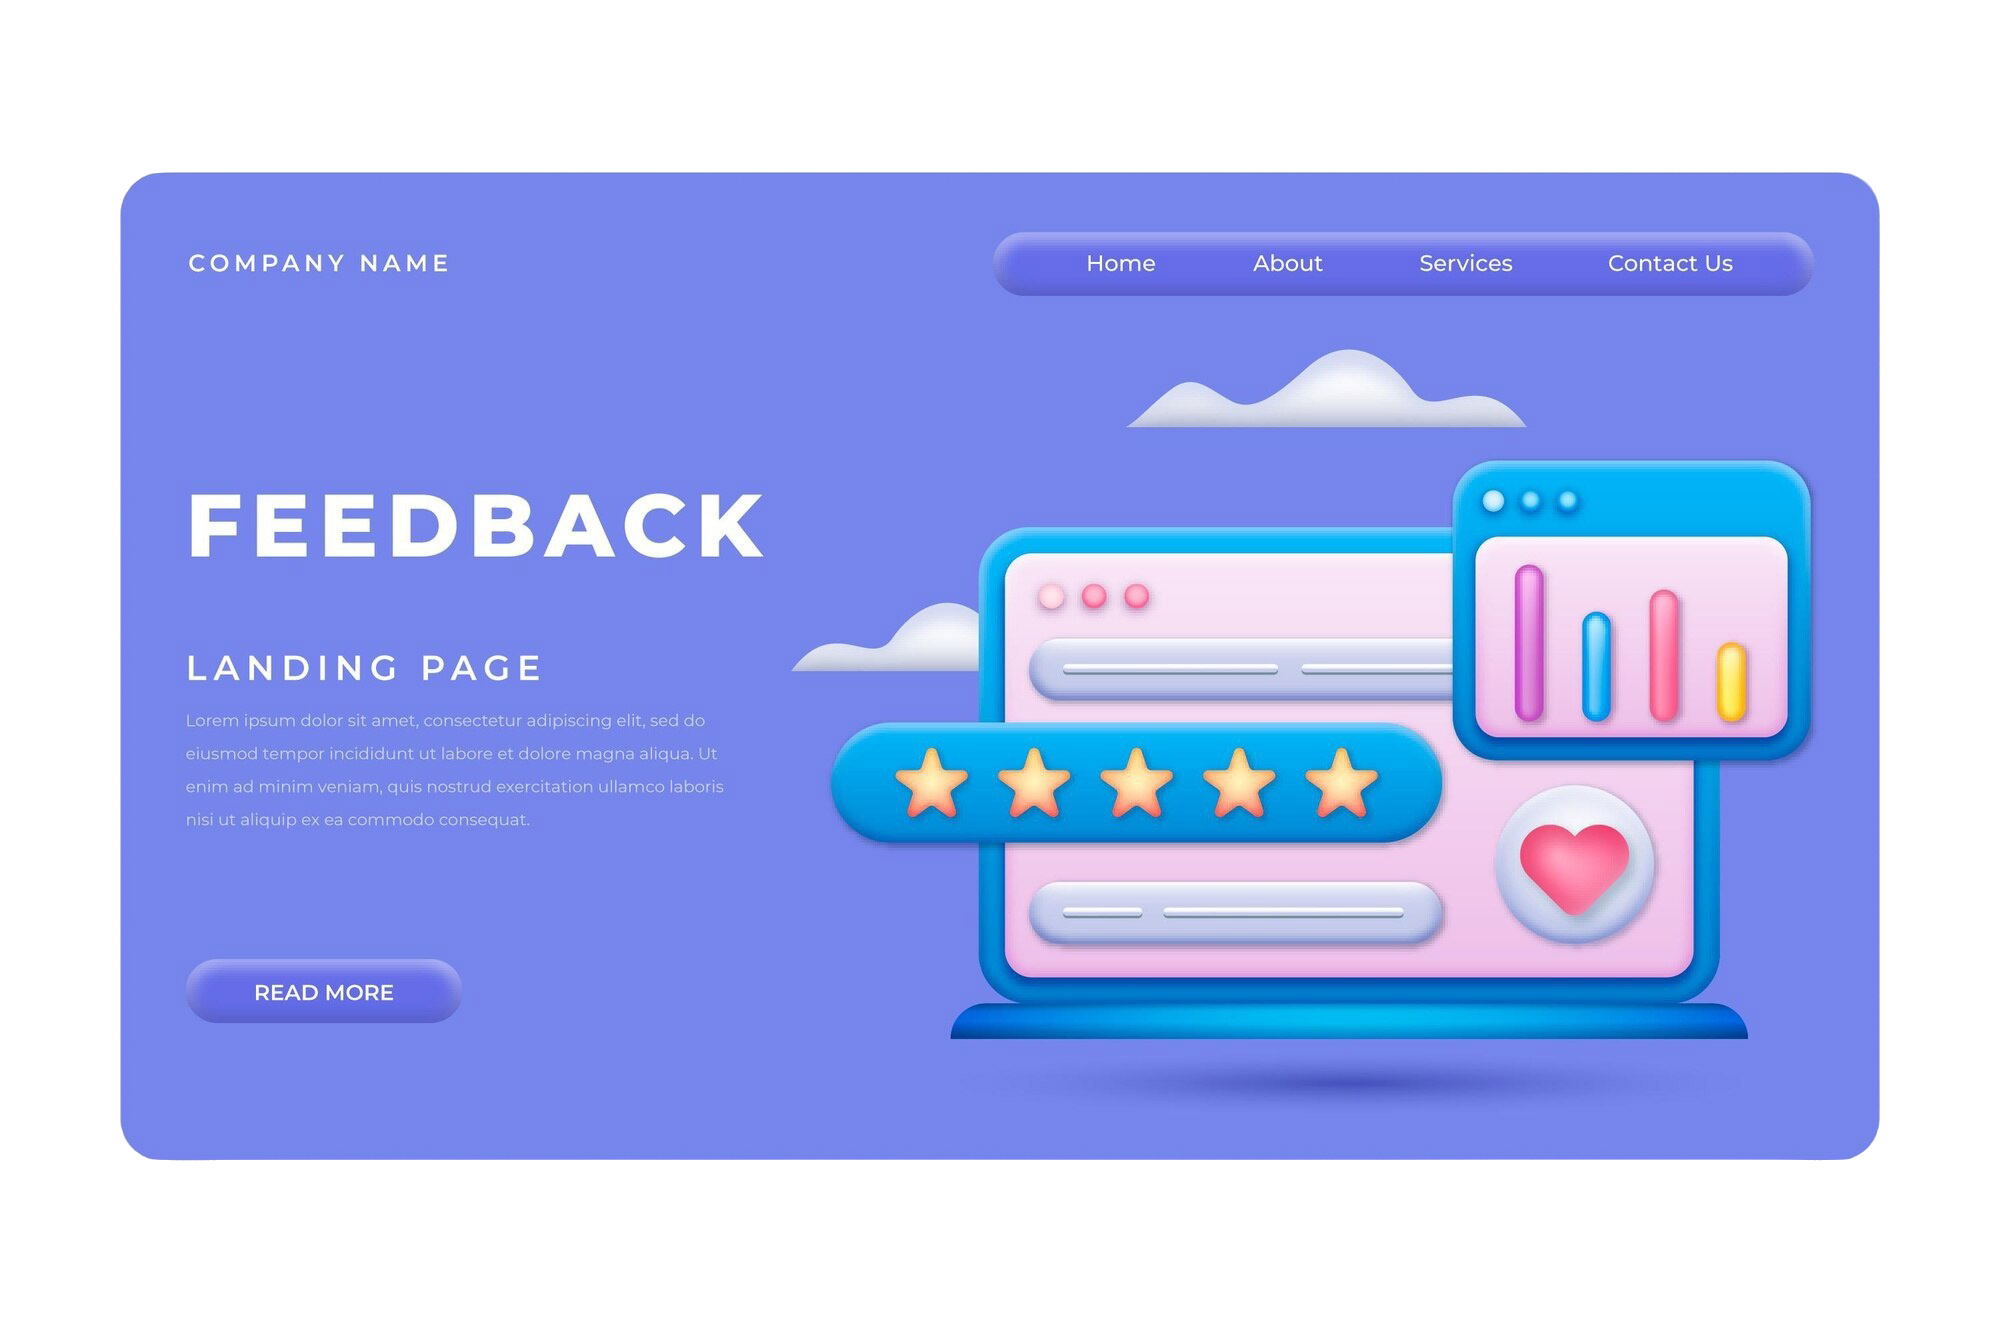 COMPANY NAME
Home About Services Contact Us
FEEDBACK
LANDING PAGE
Lorem ipsum dolor sit amet, consectetur adipiscing elit, sed do
eiusmod tempor incididunt ut labore et dolore magna aliqua. Ut
enim ad minim veniam, quis nostrud exercitation ullamco laboris
nisi ut aliquip ex ea commodo consequat.
READ MORE